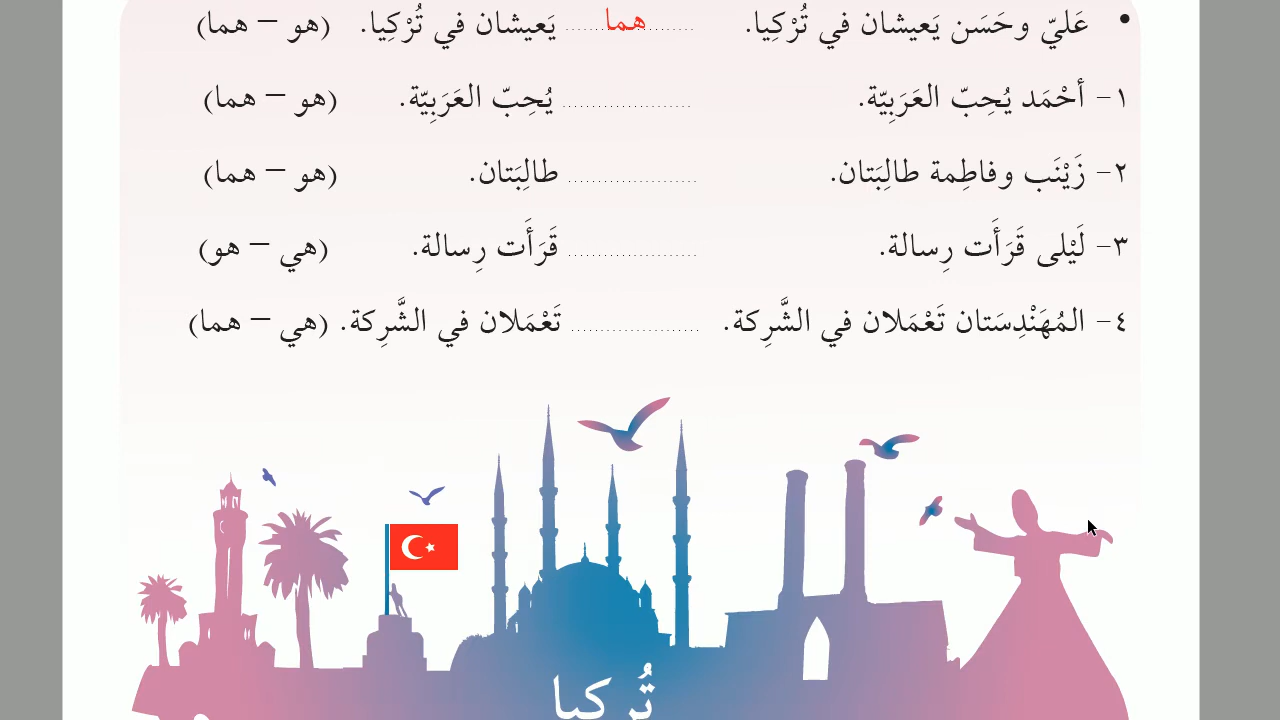 • عَليّ وحَسَن يَعيشان في تُرْكِيا. ........هما........ يَعيشان في تُرْكِيا. (هو – هما)
١- أحْمَد يُحِبّ العَرَبِيّة. ...................... يُحِبّ العَرَبِيّة. (هو – هما)
٢- زَيْنَب وفاطِمة طالِبَتان. ...................... طالِبَتان. (هو – هما)
٣- لَيْلى قَرَأَت رِسالة. ...................... قَرَأَت رِسالة. (هي – هو)
٤- المُهَنْدِسَتان تَعْمَلان في الشَّرِكة. ...................... تَعْمَلان في الشَّرِكة. (هي – هما)
تُركيا